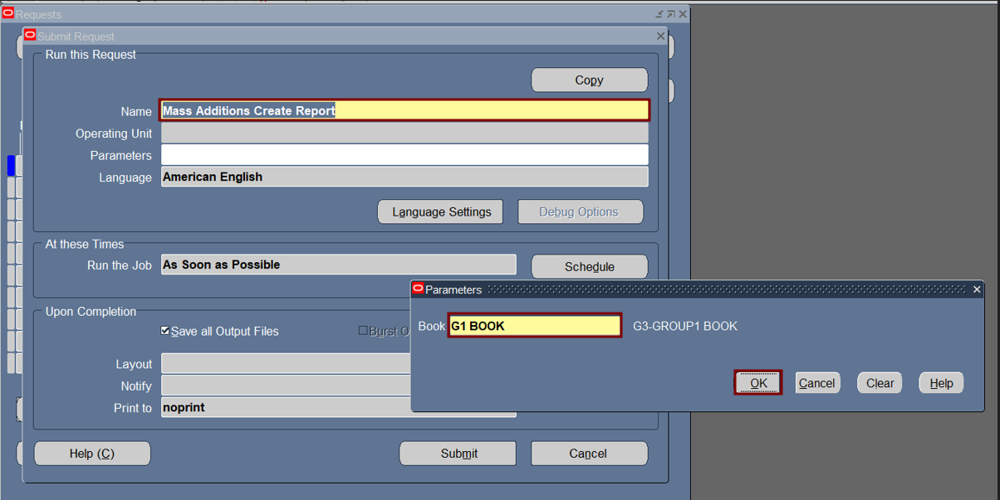 Requests
Submit Request
Run this Request
Copy
Name Mass Additions Create Report
Operating Unit
Parameters
Language American English
Language Settings Debug Options
At these Times
Run the Job As Soon as Possible Schedule
Parameters
Upon Completion
Book G1 BOOK G3-GROUP1 BOOK
Save all Output Files Burst O
Layout
Notify
OK Cancel Clear Help
Print to noprint
Help (C) Submit Cancel